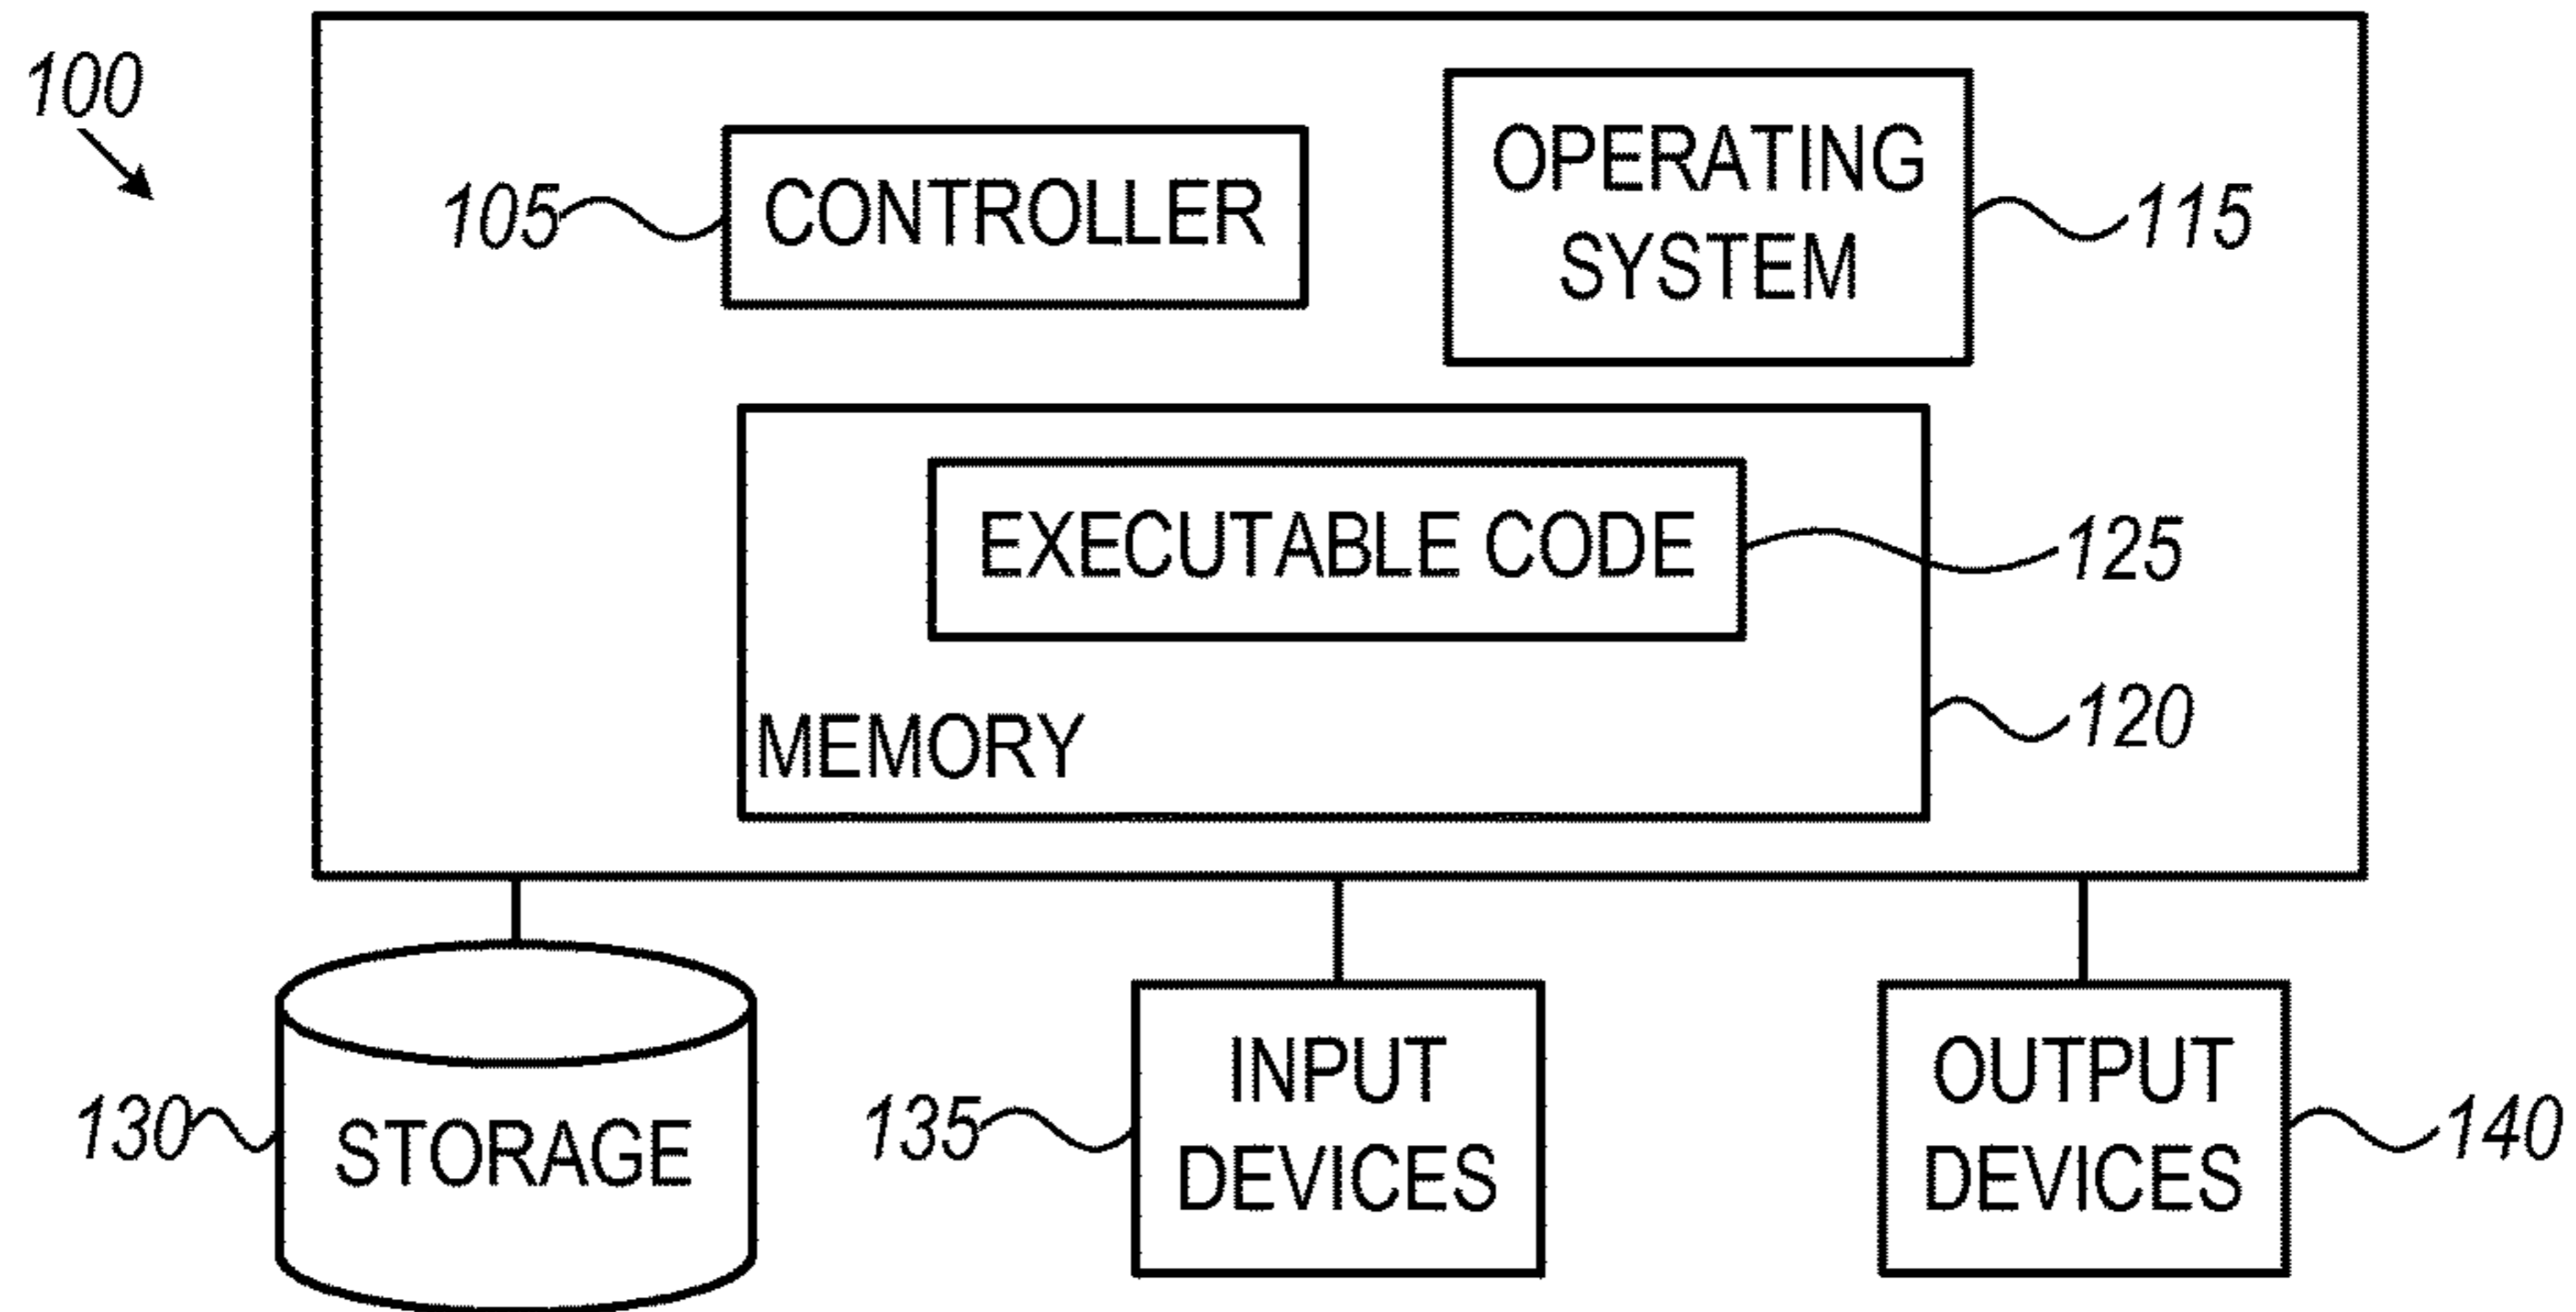 100
105
CONTROLLER
OPERATING
SYSTEM
115
EXECUTABLE CODE
125
MEMORY
120
130
STORAGE
135
INPUT
DEVICES
OUTPUT
DEVICES
140